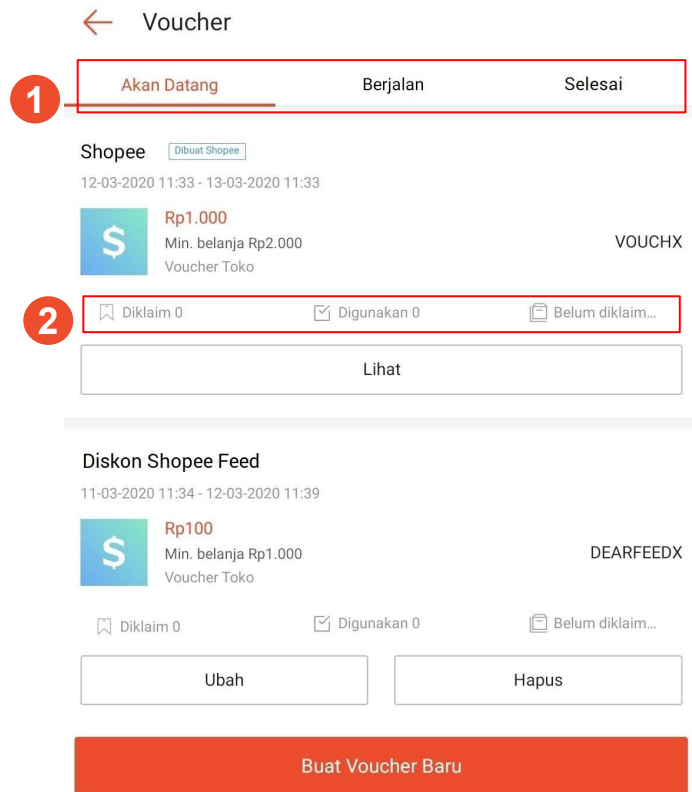 Voucher
Akan Datang Berjalan Selesai
1
Shopee Dibuat Shopee
12-03-2020 11:33 - 13-03-2020 11:33
$
Rp1.000
Min. belanja Rp2.000
VOUCHX
Voucher Toko
2
Diklaim 0 Digunakan 0 Belum diklaim...
Lihat
Diskon Shopee Feed
11-03-2020 11:34 - 12-03-2020 11:39
$
Rp100
Min. belanja Rp1.000
DEARFEEDX
Voucher Toko
Diklaim 0 Digunakan 0 Belum diklaim...
Ubah Hapus
Buat Voucher Baru